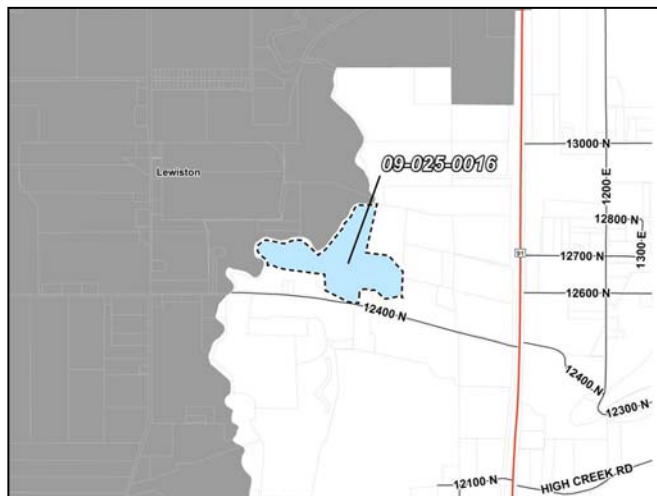 13000 N
Lewiston
09-025-0016
1200 E
12800 N
1300 E
91
12700 N
12600 N
12400 N
12400 N
12300 N
HIGH CREEK RD
12100 N